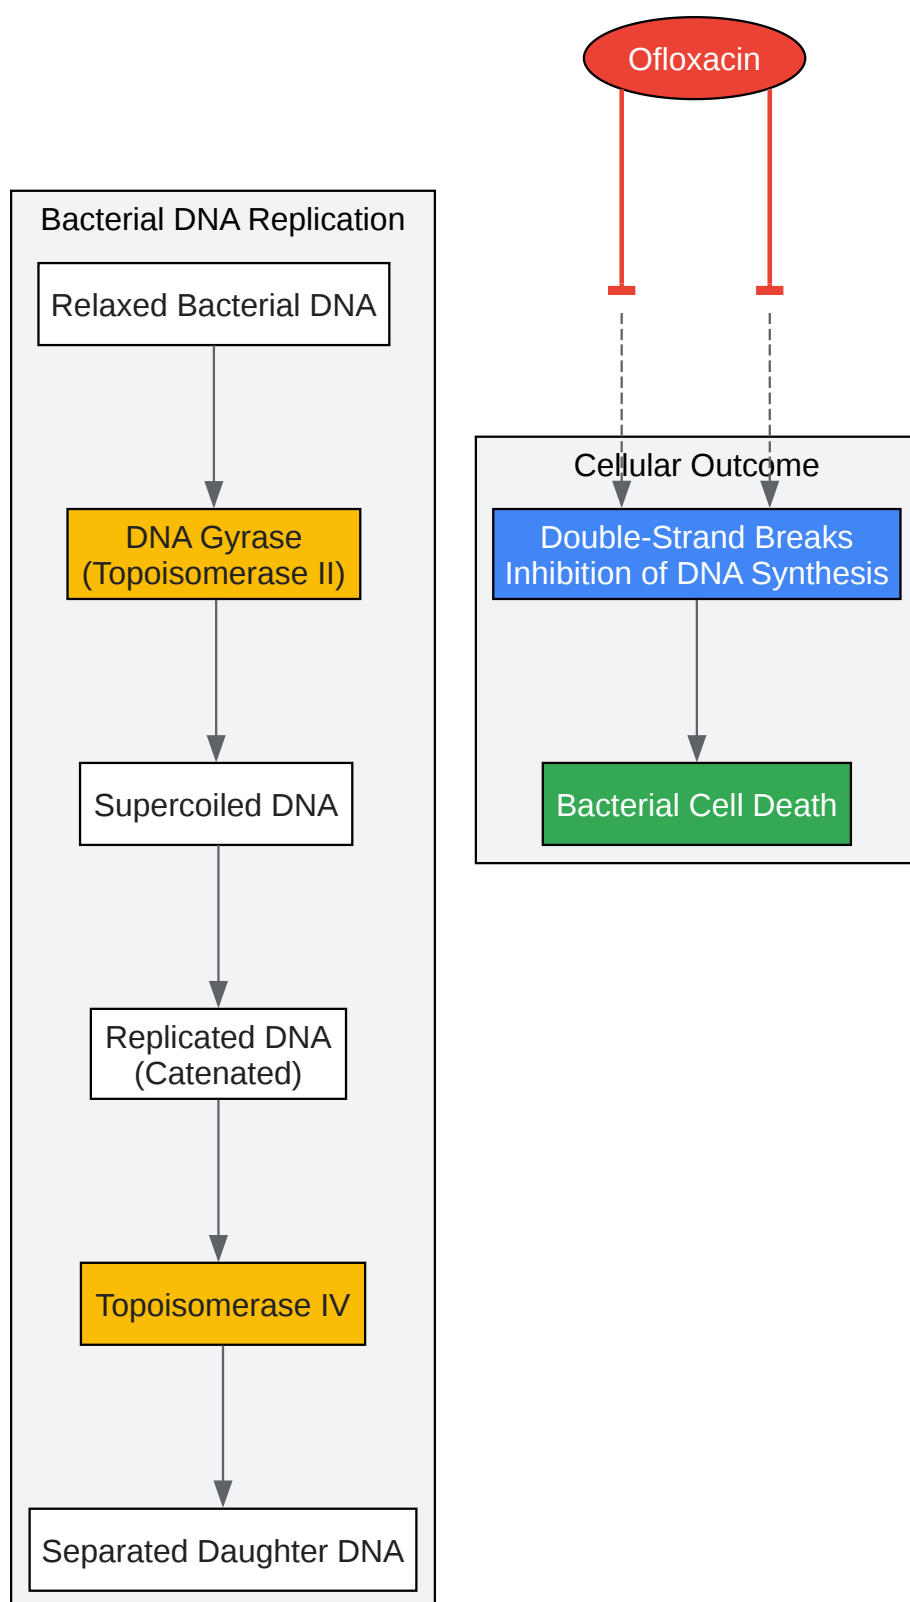 Ofloxacin
Bacterial DNA Replication
Relaxed Bacterial DNA
DNA Gyrase
(Topoisomerase II)
Supercoiled DNA
Replicated DNA
(Catenated)
Topoisomerase IV
Separated Daughter DNA
Cellular Outcome
Double-Strand Breaks
Inhibition of DNA Synthesis
Bacterial Cell Death